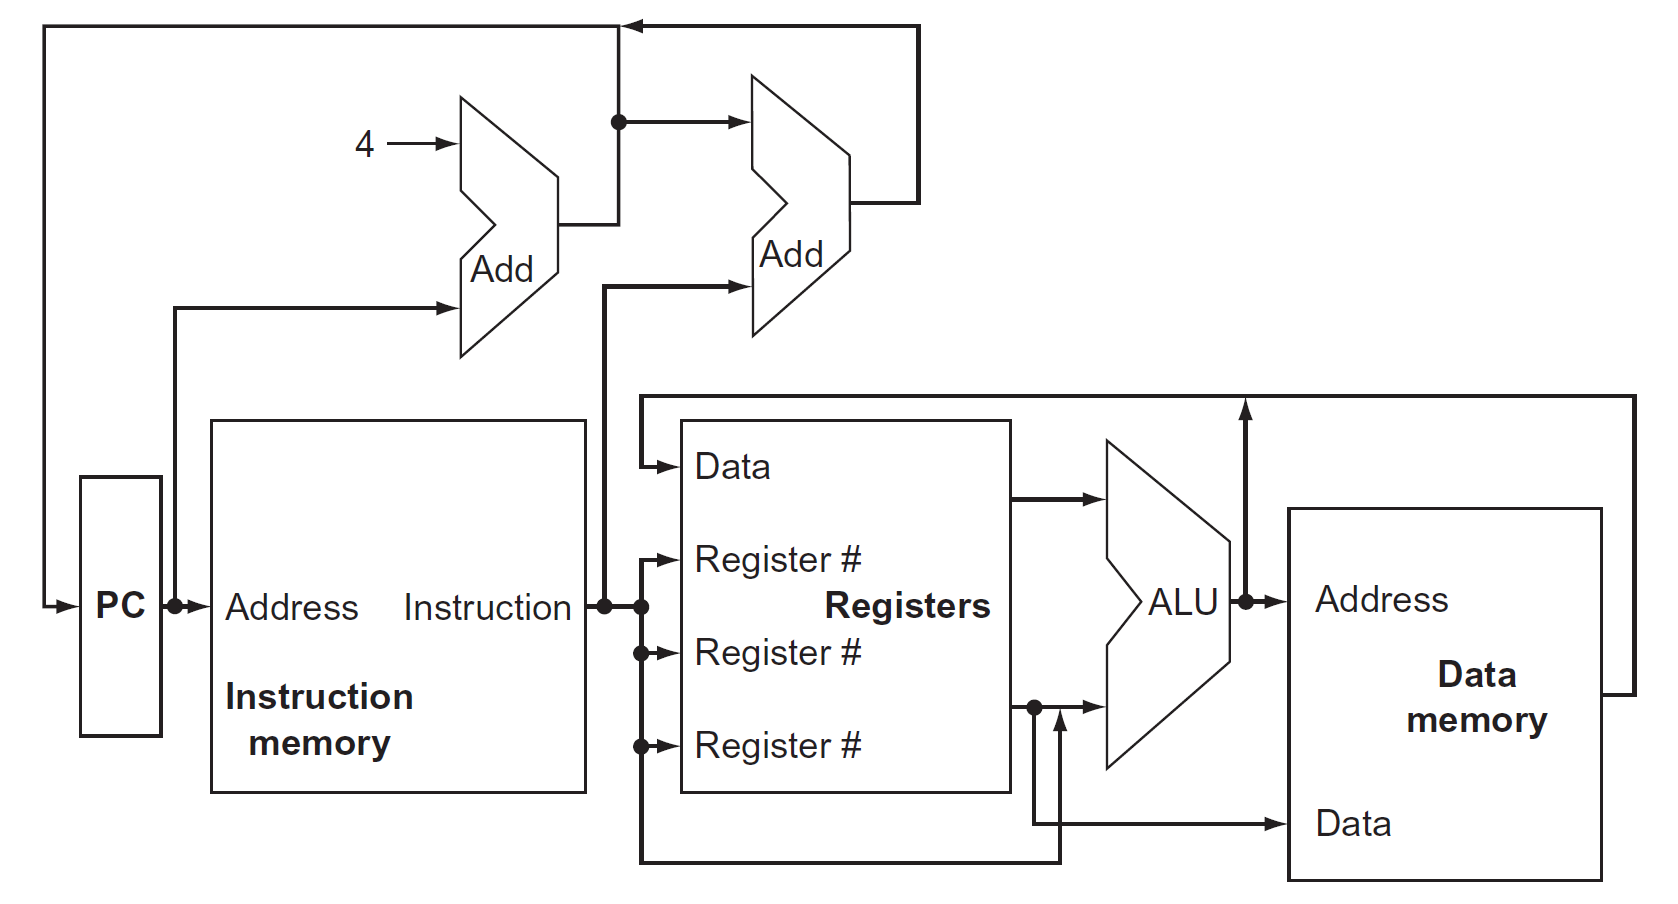 4
Add
Add
PC
Address
Instruction
Instruction
memory
Data
Register #
Registers
Register #
Register #
ALU
Address
Data
memory
Data